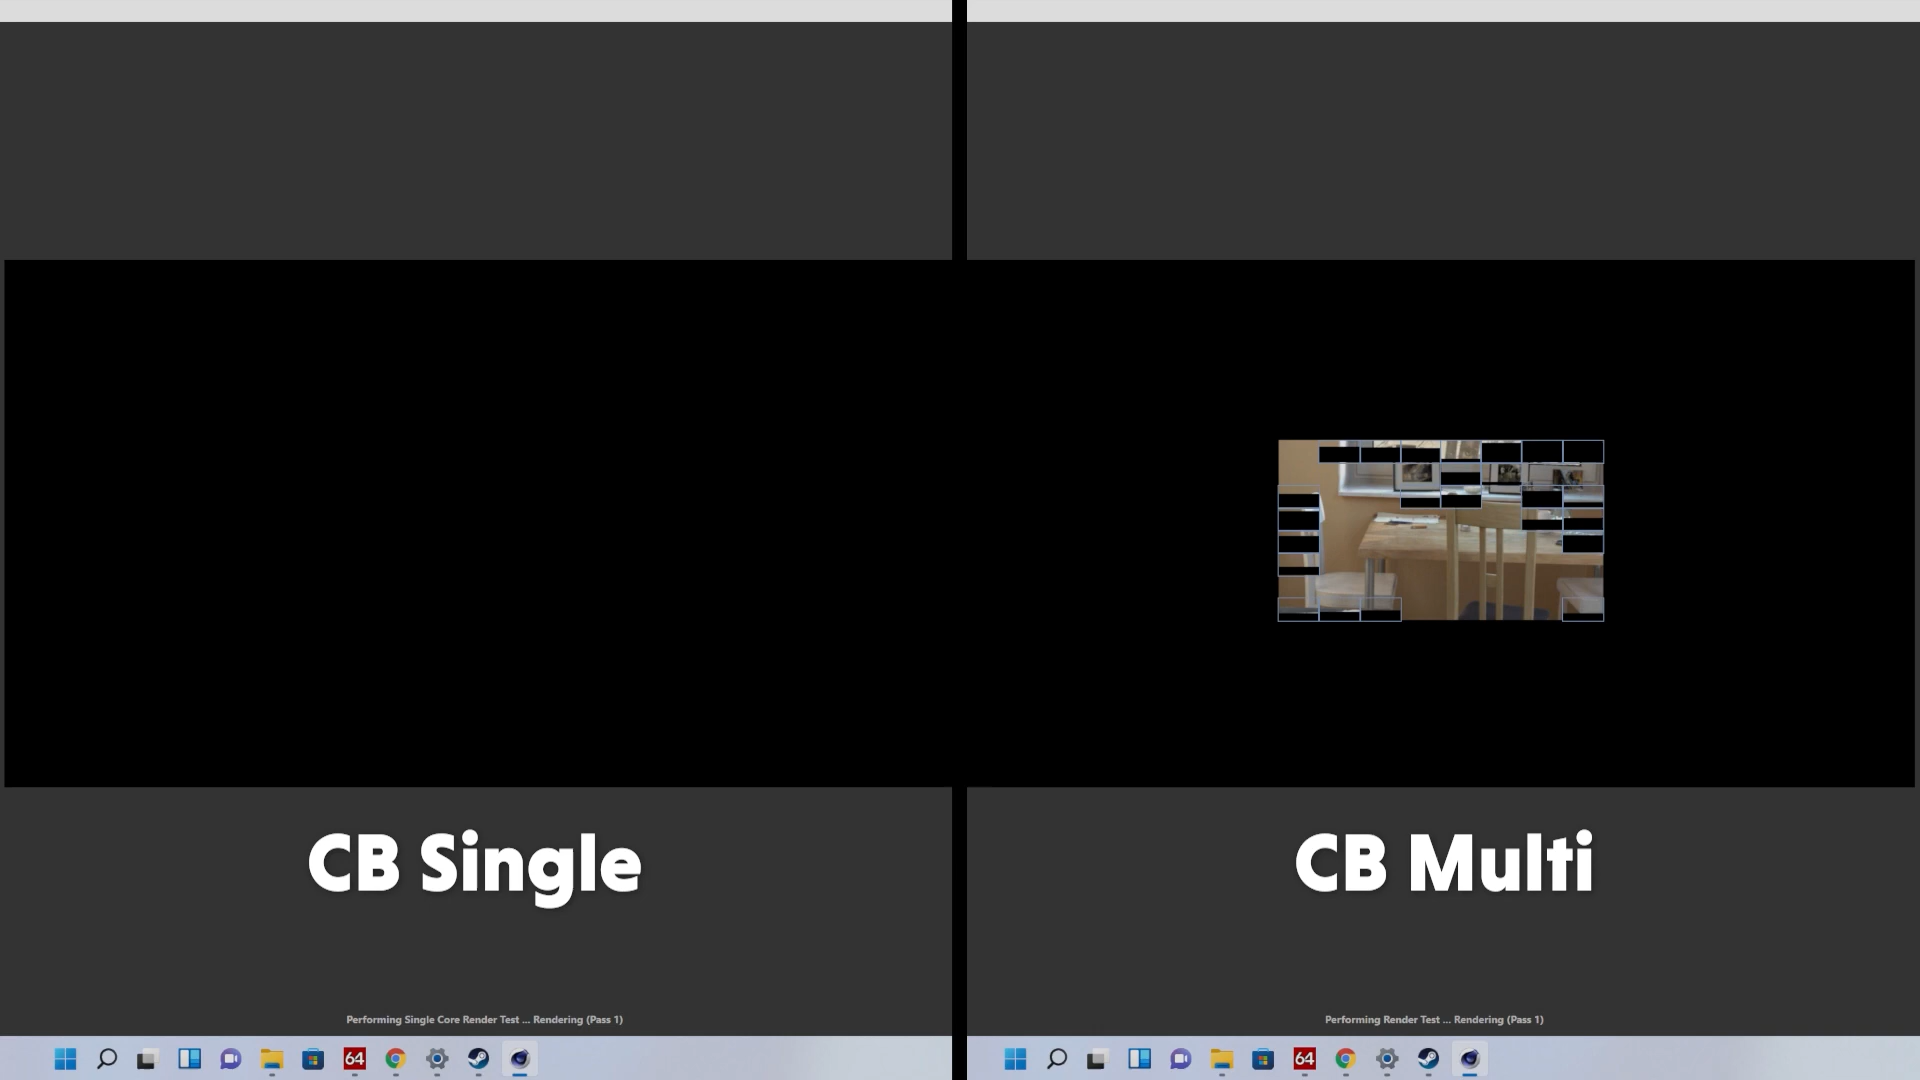 CB Single
CB Multi
Performing Single Core Render Test ... Rendering (Pass 1)
Performing Render Test ... Rendering (Pass 1)
64
64